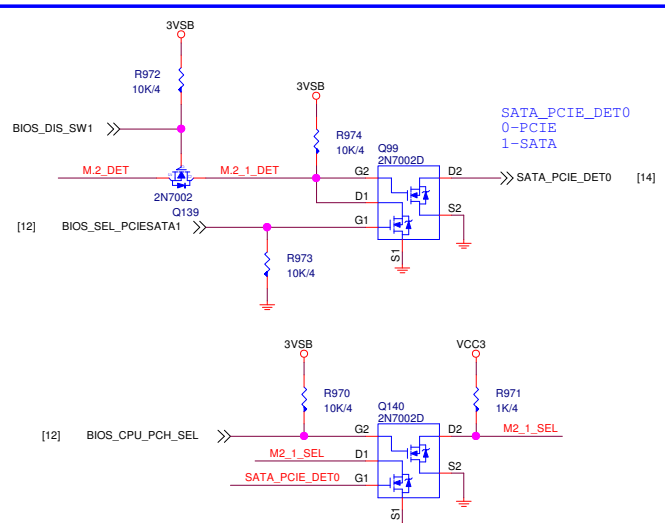 3VSB
R972
10K/4
BIOS_DIS_SW1
3VSB
R974
10K/4
SATA_PCIE_DET0
0-PCIE
1-SATA
Q99
2N7002D
M.2_DET
M.2_1_DET
G2
D2
SATA_PCIE_DET0
[14]
2N7002
Q139
D1
S2
[12]
BIOS_SEL_PCIESATA1
G1
S1
R973
10K/4
3VSB
VCC3
R970
10K/4
R971
1K/4
Q140
2N7002D
[12]
BIOS_CPU_PCH_SEL
G2
D2
M2_1_SEL
M2_1_SEL
D1
S2
SATA_PCIE_DET0
G1
S1